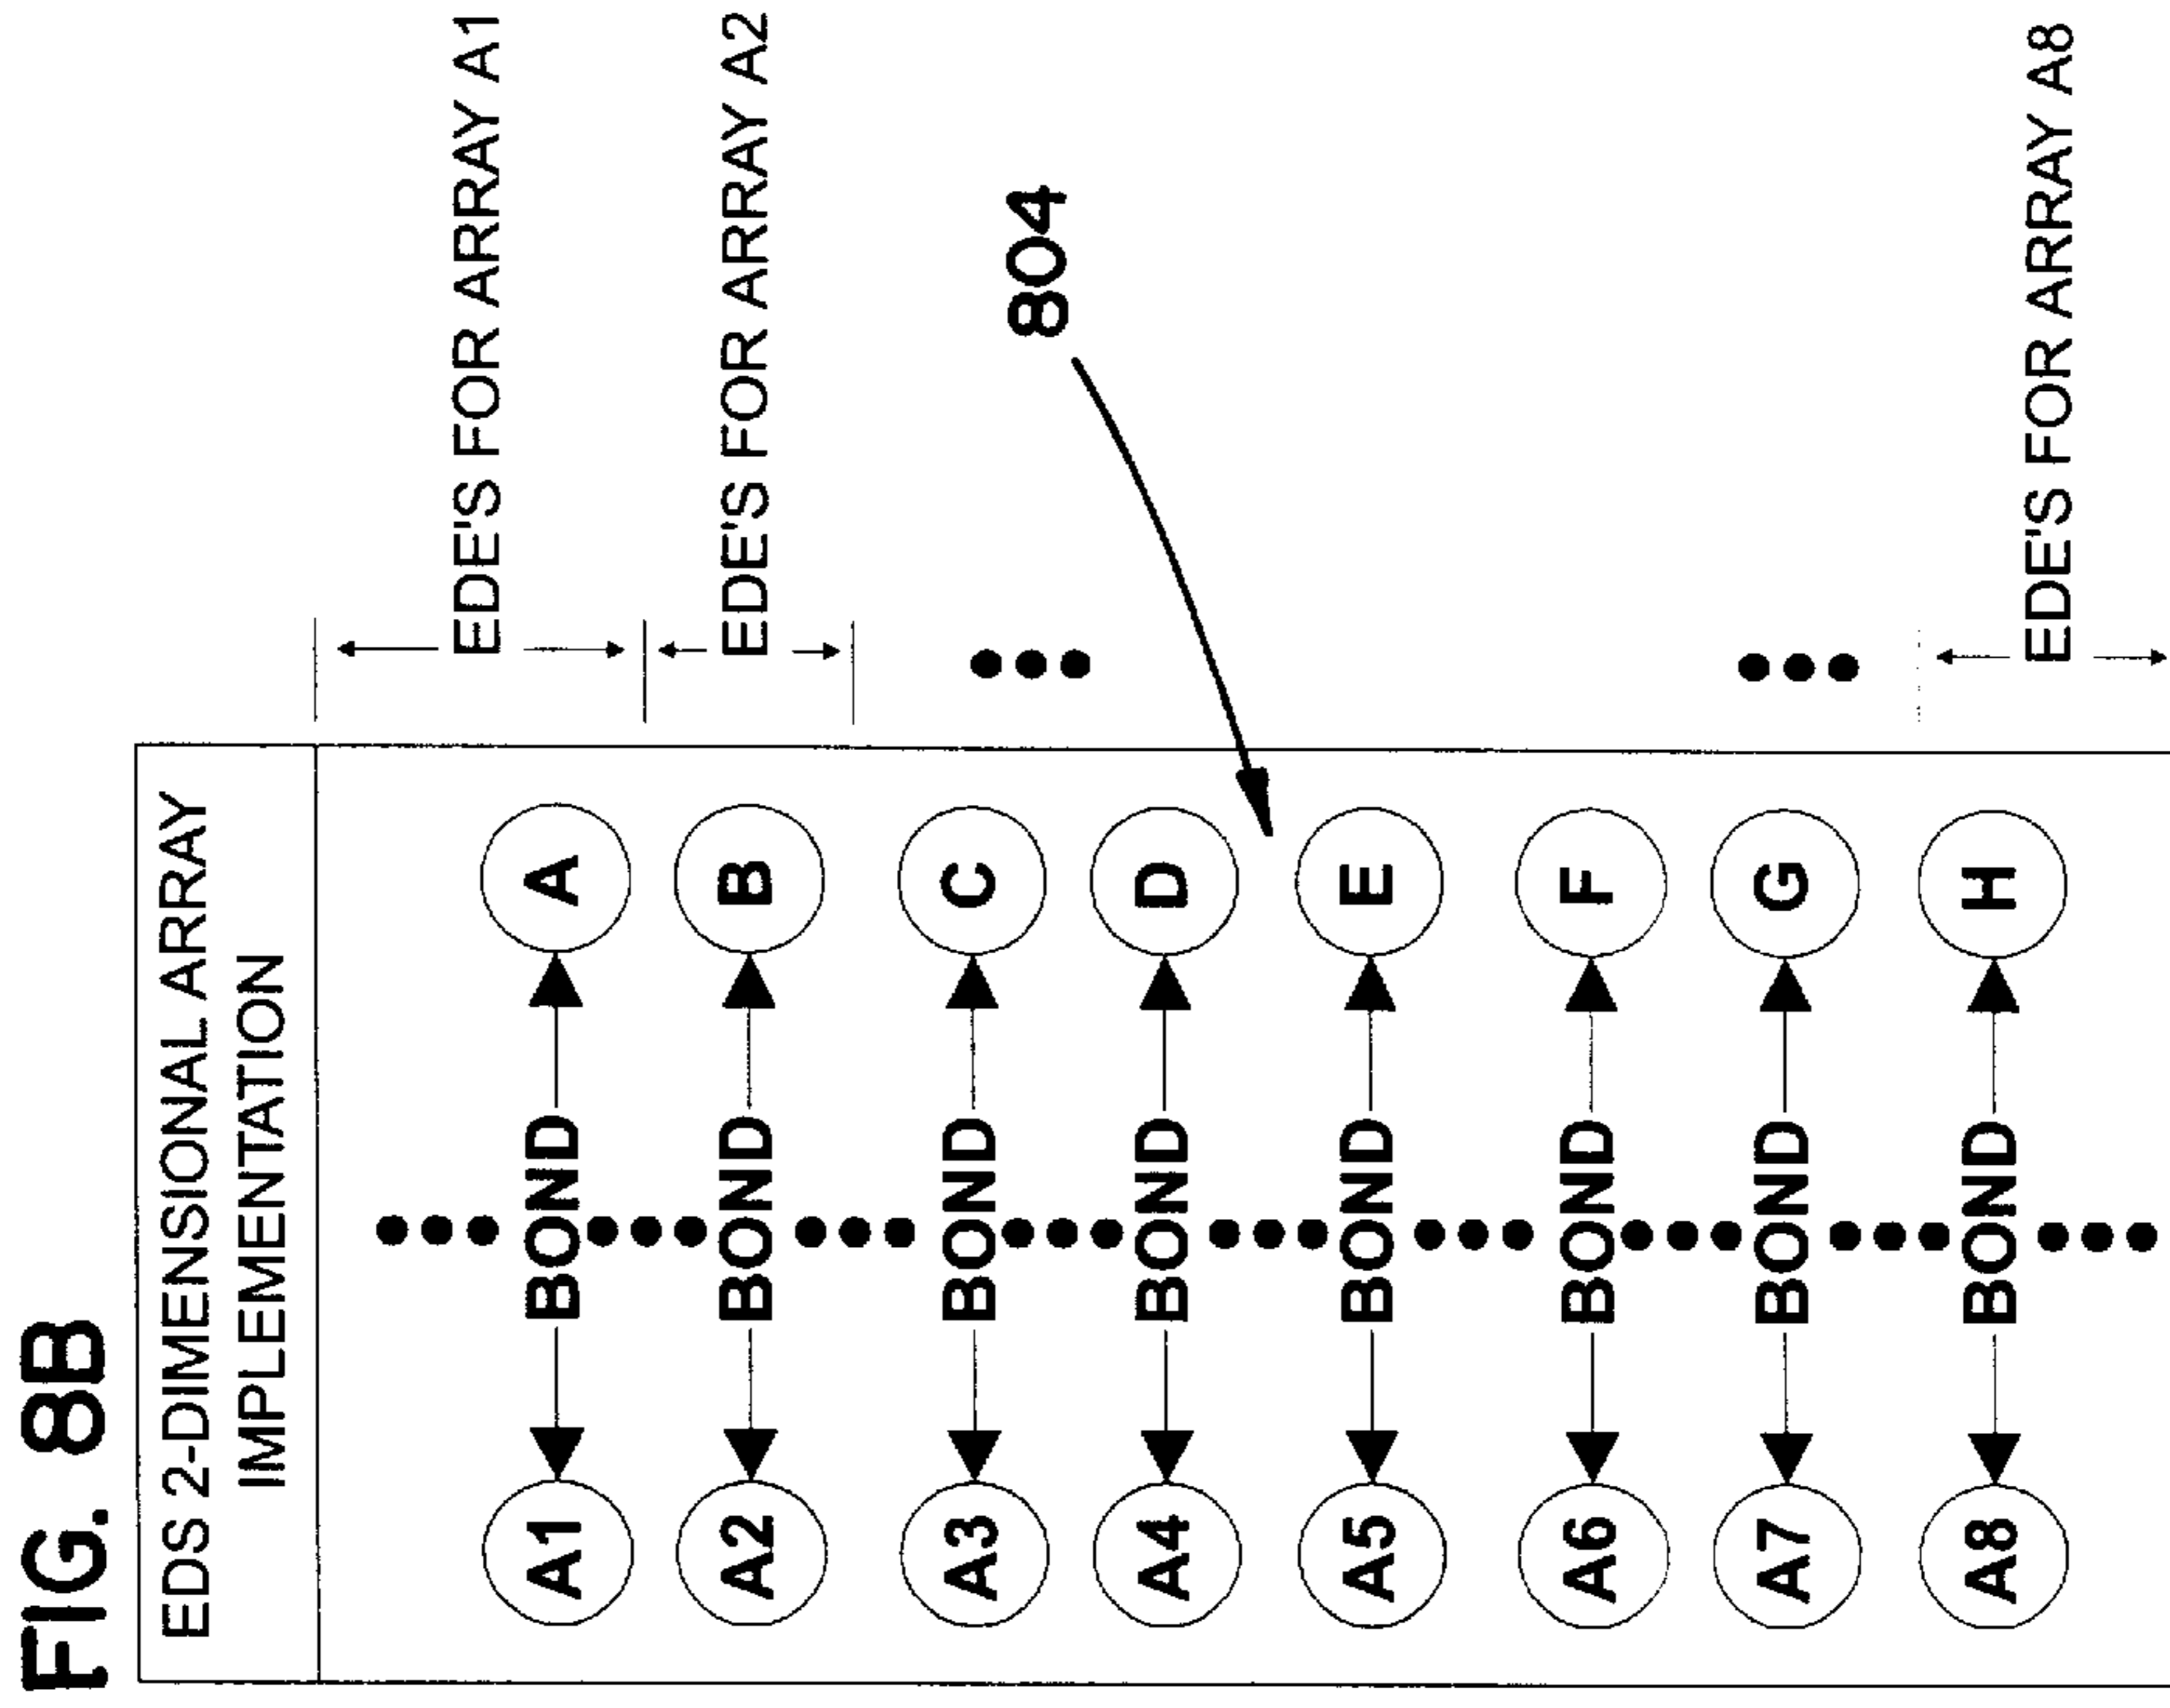 FIG. 8B
EDS 2-DIMENSIONAL ARRAY
IMPLEMENTATION
A1 BOND A
EDE'S FOR ARRAY A1
A2 BOND B
EDE'S FOR ARRAY A2
A3 BOND C
804
A4 BOND D
A5 BOND E
A6 BOND F
A7 BOND G
A8 BOND H
EDE'S FOR ARRAY A8